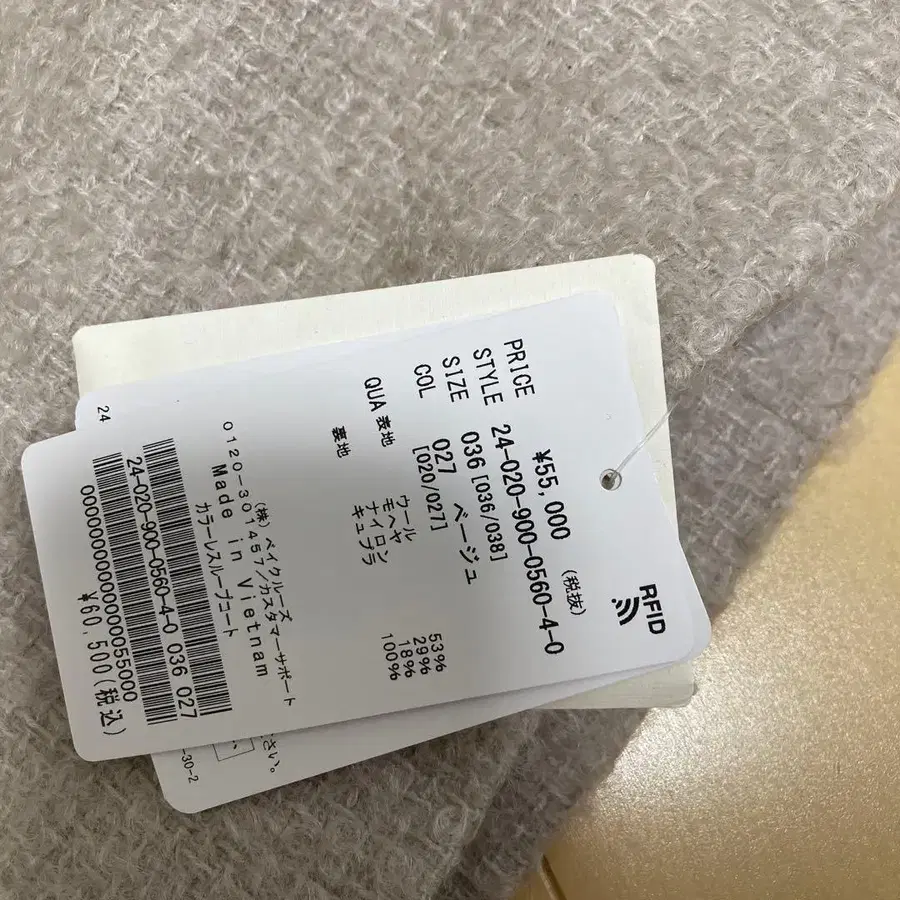 RFID
PRICE ¥55,000 (税抜)
STYLE 24-020-900-0560-4-0
SIZE 036 [036/038]
COL 027 ベージュ
[020/027]
QUA 表地 ウール 53%
モヘヤ 29%
ナイロン 18%
裏地 キュプラ 100%
(株)ベイクルーズ
0120-301457/カスタマーサポート
Made in Vietnam
カラーレスループコート
24-020-900-0560-4-0 036 027
¥60,500(税込)
24
さい。
-30-2